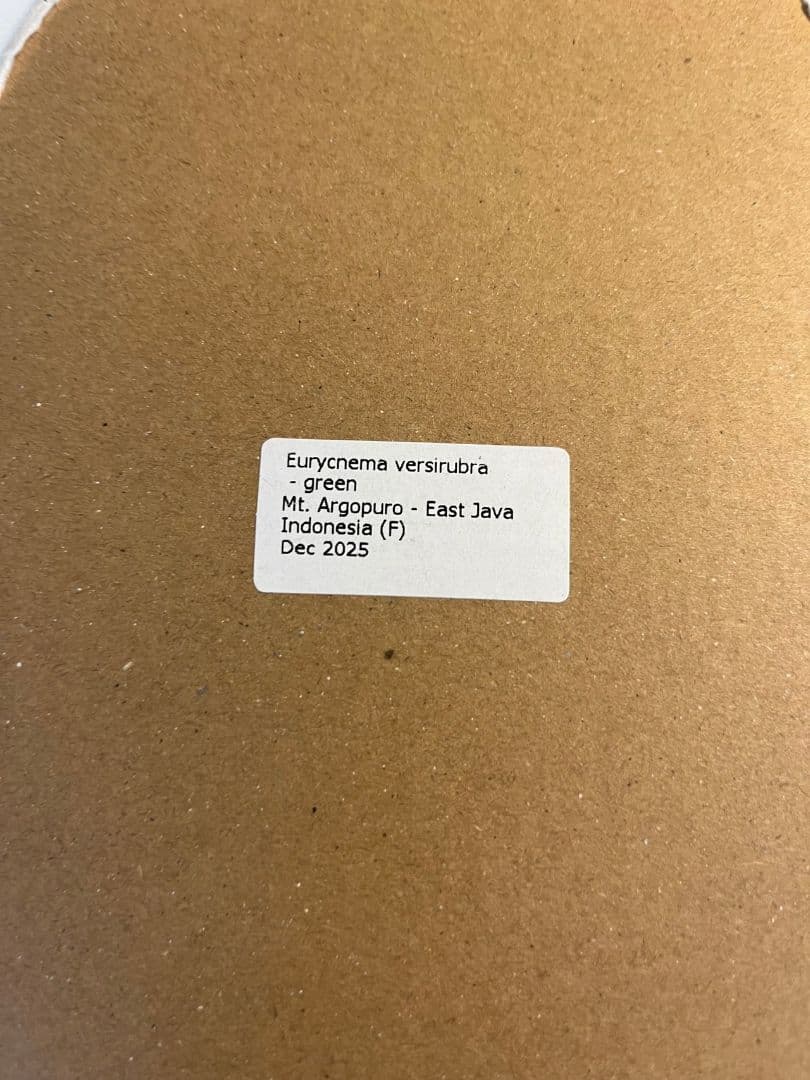 Eurycnema versirubra
- green
Mt. Argopuro - East Java
Indonesia (F)
Dec 2025